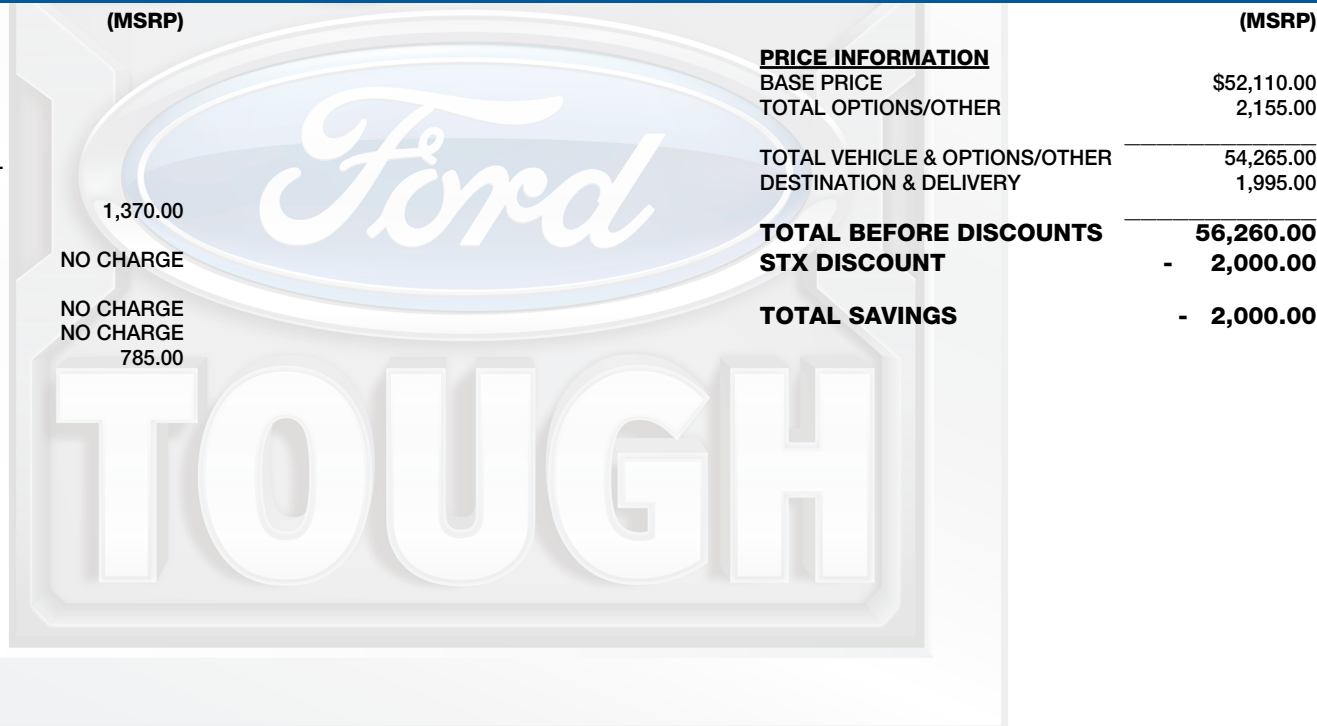 (MSRP)
1,370.00
NO CHARGE
NO CHARGE
NO CHARGE
785.00
(MSRP)
PRICE INFORMATION
BASE PRICE $52,110.00
TOTAL OPTIONS/OTHER 2,155.00
TOTAL VEHICLE & OPTIONS/OTHER 54,265.00
DESTINATION & DELIVERY 1,995.00
TOTAL BEFORE DISCOUNTS 56,260.00
STX DISCOUNT - 2,000.00
TOTAL SAVINGS - 2,000.00
Ford
TOUGH